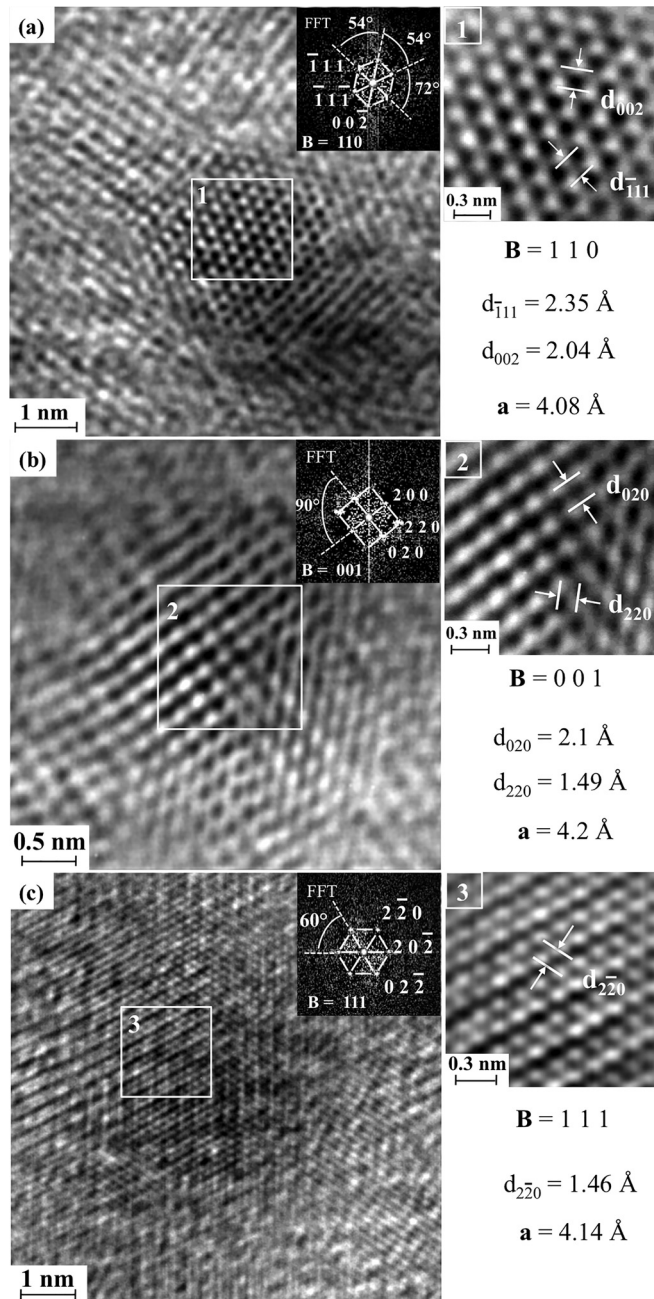 (a)
FFT
54°
54°
72°
1̅ 1 1̅
1̅ 1 1̅
0 0 2̅
B = 110
1
1 nm
1
d002
d1̅11
0.3 nm
B = 1 1 0
d1̅11 = 2.35 Å
d002 = 2.04 Å
a = 4.08 Å
(b)
FFT
90°
2 0 0
2 2 0
0 2 0
B = 001
2
0.5 nm
2
d020
d220
0.3 nm
B = 0 0 1
d020 = 2.1 Å
d220 = 1.49 Å
a = 4.2 Å
(c)
FFT
60°
2 2̅ 0
2 0 2̅
0 2 2̅
B = 111
3
1 nm
3
d22̅0
0.3 nm
B = 1 1 1
d22̅0 = 1.46 Å
a = 4.14 Å